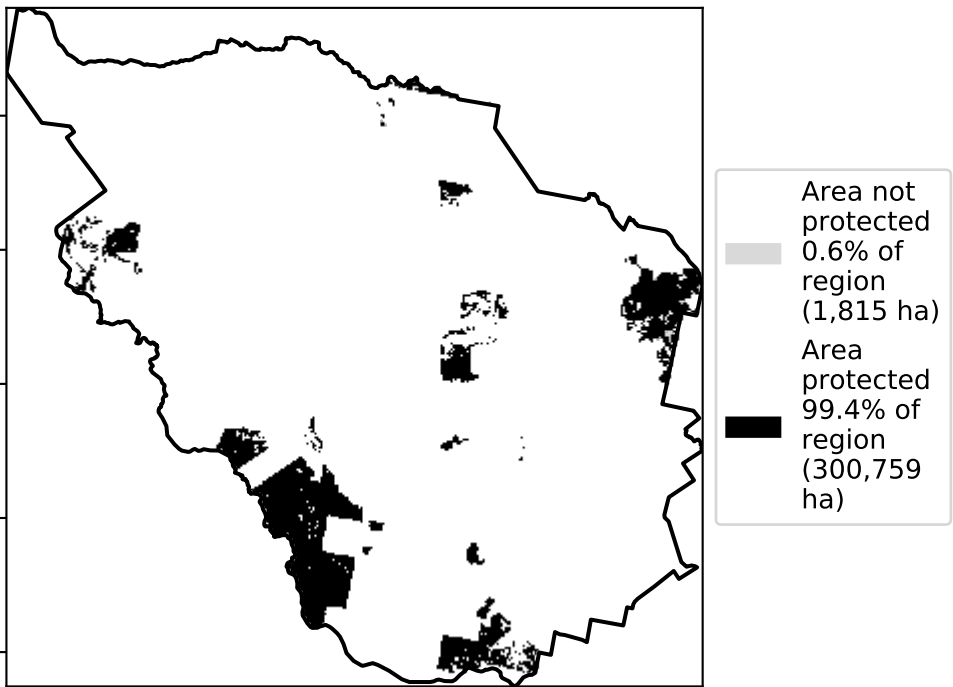 Area not
protected
0.6% of
region
(1,815 ha)
Area
protected
99.4% of
region
(300,759
ha)